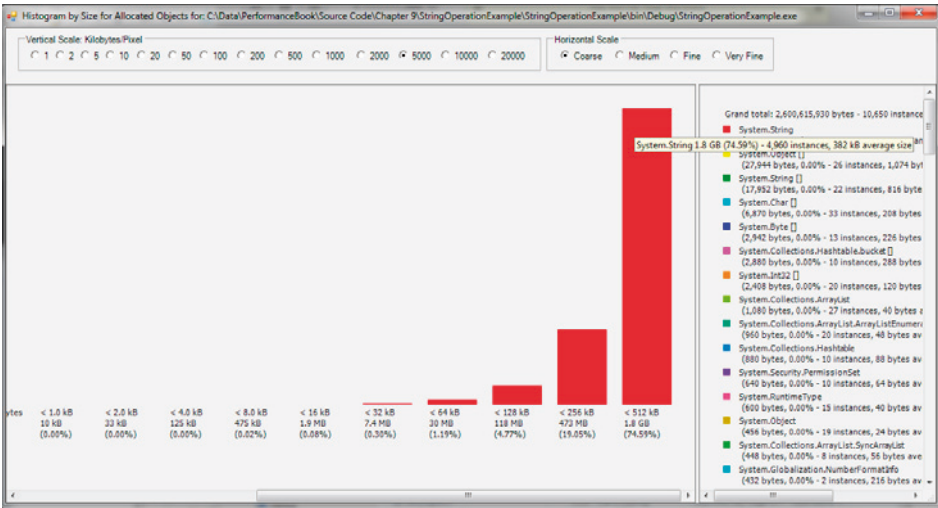 Histogram by Size for Allocated Objects for: C:\Data\PerformanceBook\Source Code\Chapter 9\StringOperationExample\StringOperationExample\bin\Debug\StringOperationExample.exe
Vertical Scale: Kilobytes/Pixel
1 2 5 10 20 50 100 200 500 1000 2000 5000 10000 20000
Horizontal Scale
Coarse Medium Fine Very Fine
Grand total: 2,600,615,930 bytes - 10,650 instance
System.String
System.String 1.8 GB (74.59%) - 4,960 instances, 382 kB average size
System.Object []
(27,944 bytes, 0.00% - 26 instances, 1,074 byt
System.String []
(17,952 bytes, 0.00% - 22 instances, 816 byte
System.Char []
(6,870 bytes, 0.00% - 33 instances, 208 bytes
System.Byte []
(2,942 bytes, 0.00% - 13 instances, 226 bytes
System.Collections.Hashtable.bucket []
(2,880 bytes, 0.00% - 10 instances, 288 bytes
System.Int32 []
(2,408 bytes, 0.00% - 20 instances, 120 bytes
System.Collections.ArrayList
(1,080 bytes, 0.00% - 27 instances, 40 bytes a
System.Collections.ArrayList.ArrayListEnumera
(960 bytes, 0.00% - 20 instances, 48 bytes av
System.Collections.Hashtable
(880 bytes, 0.00% - 10 instances, 88 bytes av
System.Security.PermissionSet
(640 bytes, 0.00% - 10 instances, 64 bytes av
System.RuntimeType
(600 bytes, 0.00% - 15 instances, 40 bytes av
System.Object
(456 bytes, 0.00% - 19 instances, 24 bytes av
System.Collections.ArrayList.SyncArrayList
(448 bytes, 0.00% - 8 instances, 56 bytes ave
System.Globalization.NumberFormatInfo
(432 bytes, 0.00% - 2 instances, 216 bytes av
ytes < 1.0 kB < 2.0 kB < 4.0 kB < 8.0 kB < 16 kB < 32 kB < 64 kB < 128 kB < 256 kB < 512 kB
10 kB 33 kB 125 kB 475 kB 1.9 MB 7.4 MB 30 MB 118 MB 473 MB 1.8 GB
(0.00%) (0.00%) (0.00%) (0.02%) (0.08%) (0.30%) (1.19%) (4.77%) (19.05%) (74.59%)